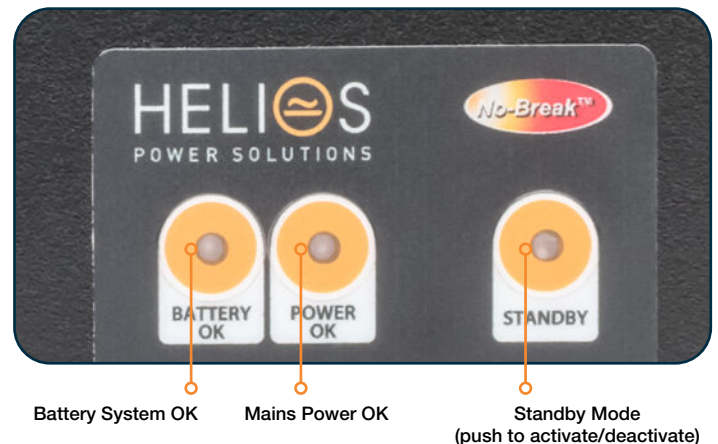 HELIOS
POWER SOLUTIONS
No-Break™
BATTERY
OK
POWER
OK
STANDBY
Battery System OK
Mains Power OK
Standby Mode
(push to activate/deactivate)